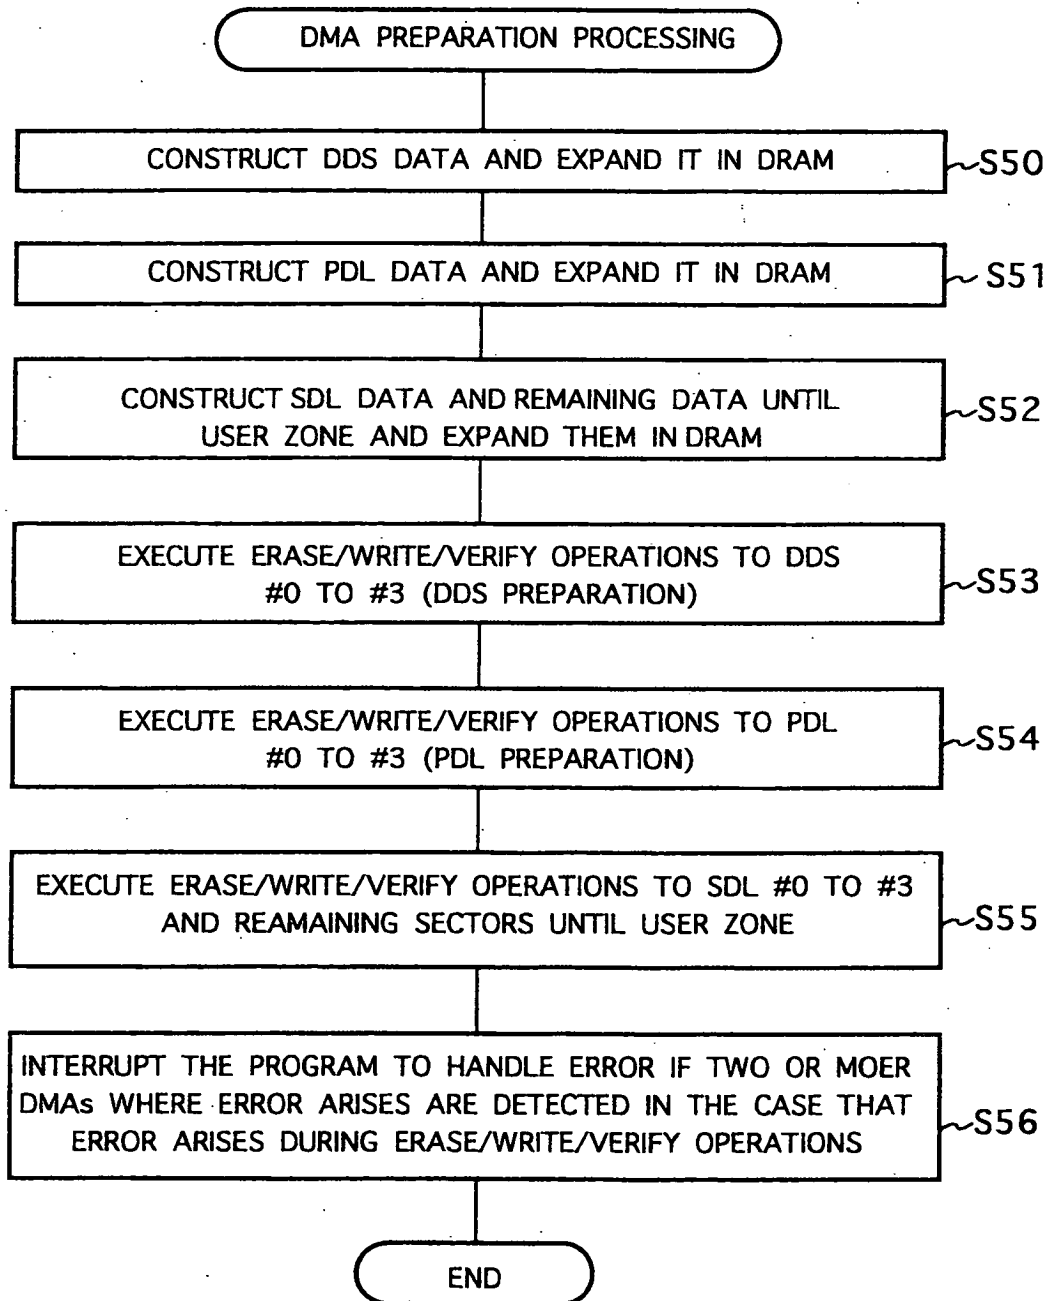 DMA PREPARATION PROCESSING
CONSTRUCT DDS DATA AND EXPAND IT IN DRAM
S50
CONSTRUCT PDL DATA AND EXPAND IT IN DRAM
S51
CONSTRUCT SDL DATA AND REMAINING DATA UNTIL
USER ZONE AND EXPAND THEM IN DRAM
S52
EXECUTE ERASE/WRITE/VERIFY OPERATIONS TO DDS
#0 TO #3 (DDS PREPARATION)
S53
EXECUTE ERASE/WRITE/VERIFY OPERATIONS TO PDL
#0 TO #3 (PDL PREPARATION)
S54
EXECUTE ERASE/WRITE/VERIFY OPERATIONS TO SDL #0 TO #3
AND REAMAINING SECTORS UNTIL USER ZONE
S55
INTERRUPT THE PROGRAM TO HANDLE ERROR IF TWO OR MOER
DMAs WHERE ERROR ARISES ARE DETECTED IN THE CASE THAT
ERROR ARISES DURING ERASE/WRITE/VERIFY OPERATIONS
S56
END